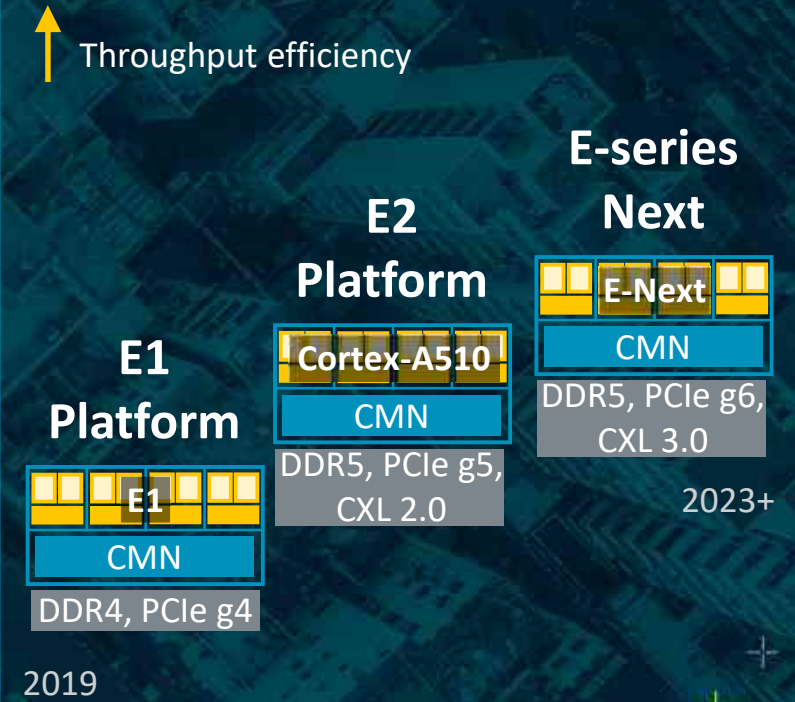 Throughput efficiency
E-series
Next
E-Next
CMN
DDR5, PCIe g6,
CXL 3.0
2023+
E2
Platform
Cortex-A510
CMN
DDR5, PCIe g5,
CXL 2.0
E1
Platform
E1
CMN
DDR4, PCIe g4
2019